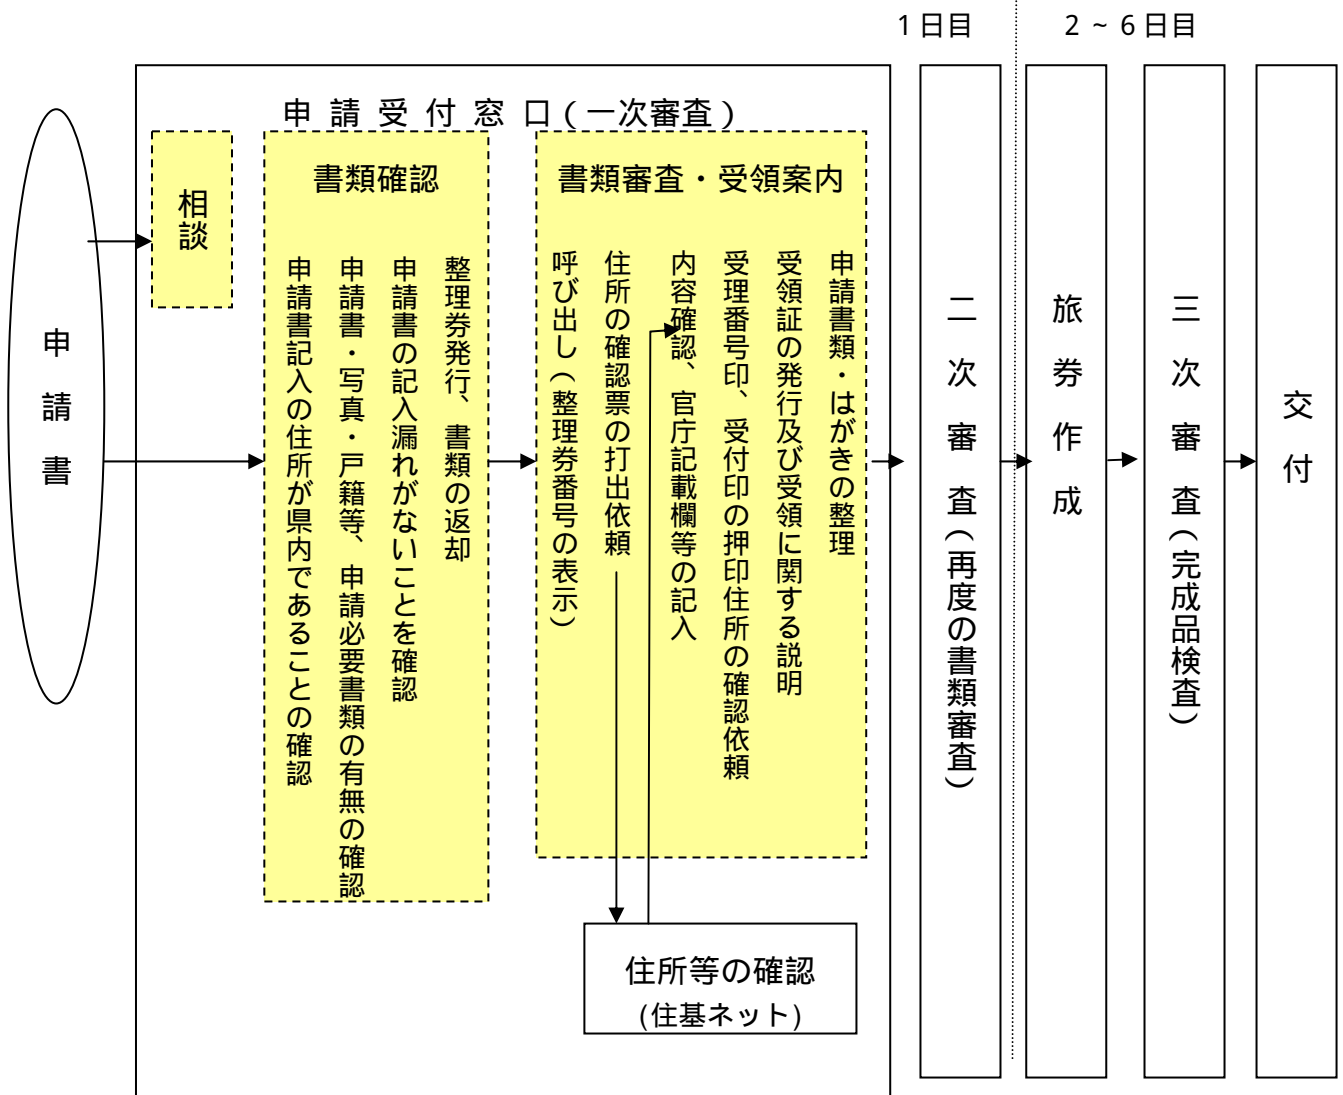 1日目
2 ~ 6日目
申請受付窓口(一次審査)
申請書
相談
書類確認
整理券発行、書類の返却
申請書の記入漏れがないことを確認
申請書・写真・戸籍等、申請必要書類の有無の確認
申請書記入の住所が県内であることの確認
書類審査・受領案内
申請書類・はがきの整理
受領証の発行及び受領に関する説明
受理番号印、受付印の押印住所の確認依頼
内容確認、官庁記載欄等の記入
住所の確認票の打出依頼
呼び出し(整理券番号の表示)
住所等の確認
(住基ネット)
二次審査(再度の書類審査)
旅券作成
三次審査(完成品検査)
交付